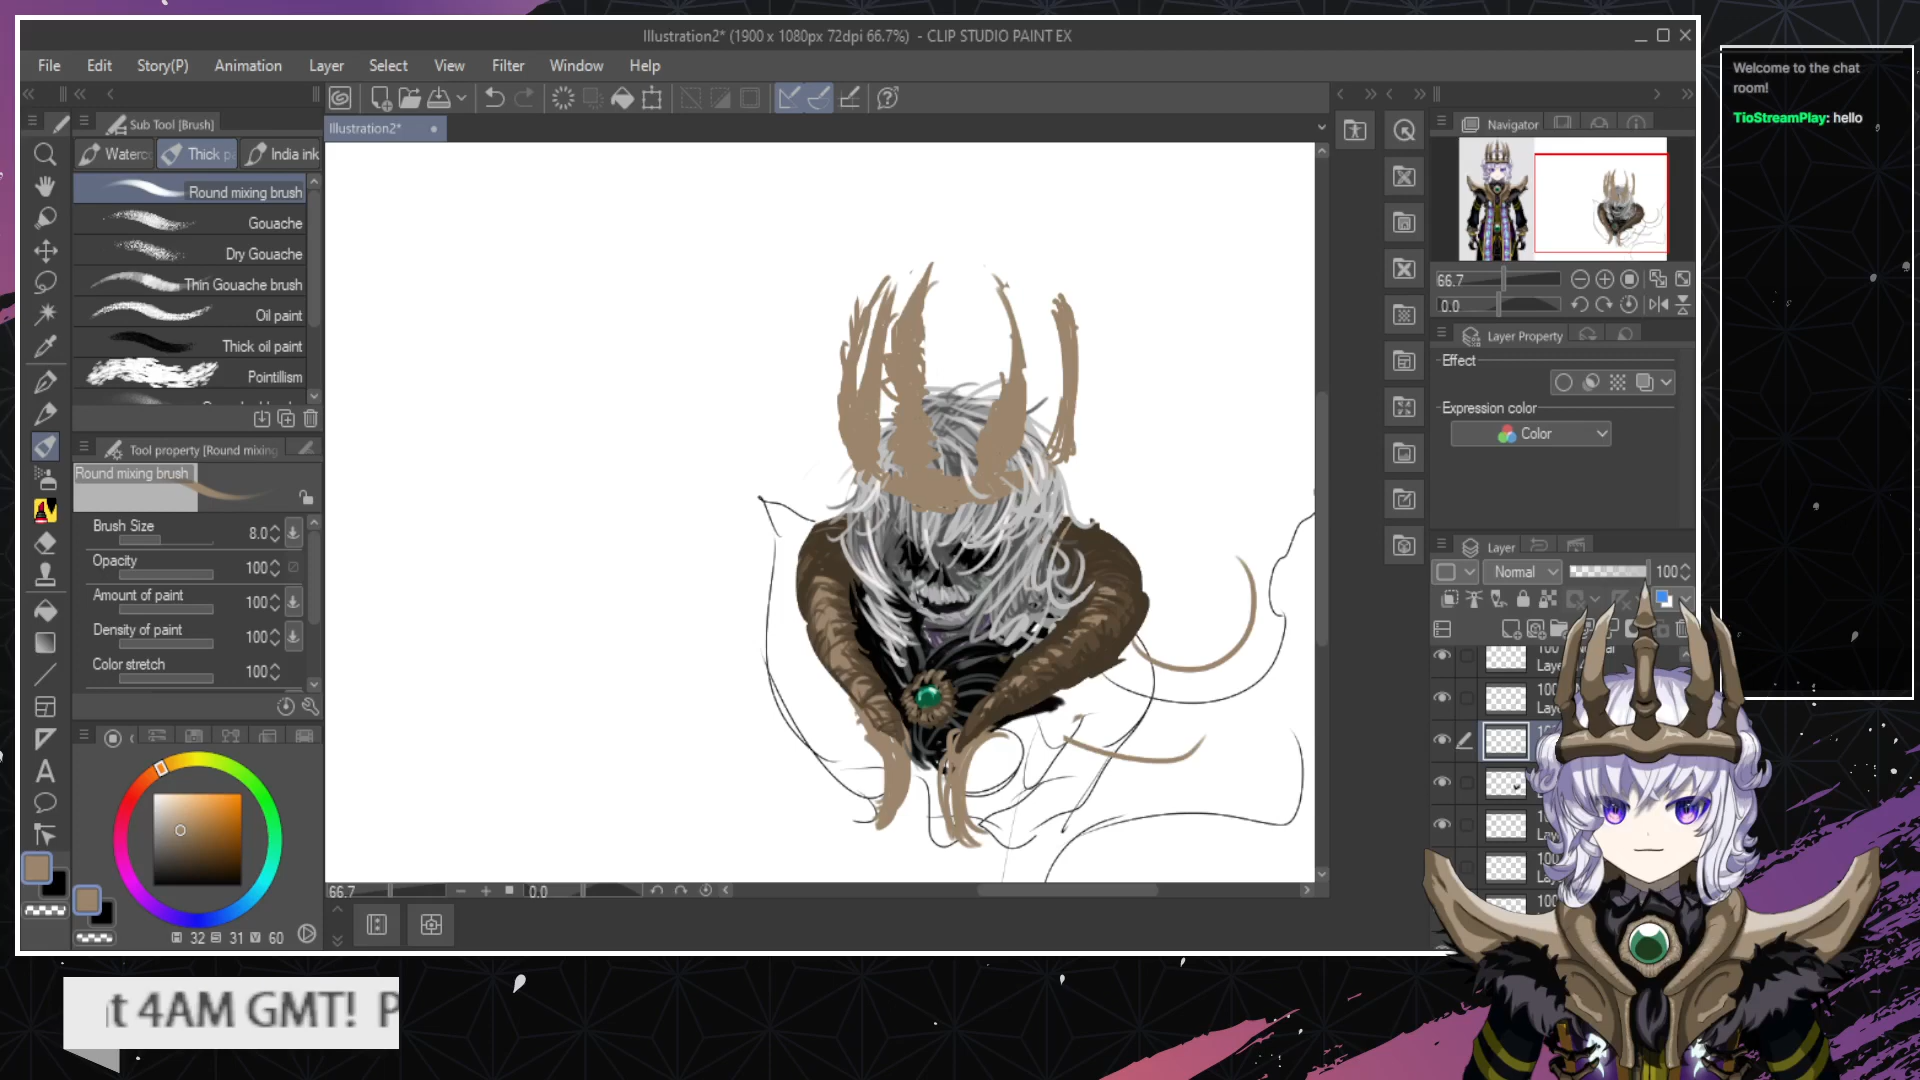 Illustration2* (1900 x 1080px 72dpi 66.7%) - CLIP STUDIO PAINT EX
File Edit Story(P) Animation Layer Select View Filter Window Help
Sub Tool [Brush]
Thick
India ink
Round mixing brush
Gouache
Dry Gouache
Thin Gouache brush
Oil paint
Thick oil paint
Pointillism
Tool property [Round mixing
Round mixing brush
Brush Size 8.0
Opacity 100
Amount of paint 100
Density of paint 100
Color stretch 100
H 32 S 31 V 60
Illustration2*
66.7 0.0
Navigator
66.7
0.0
Layer Property
Effect
Expression color
Color
Layer
Normal 100
Welcome to the chat
room!
TioStreamPlay: hello
t 4AM GMT! P